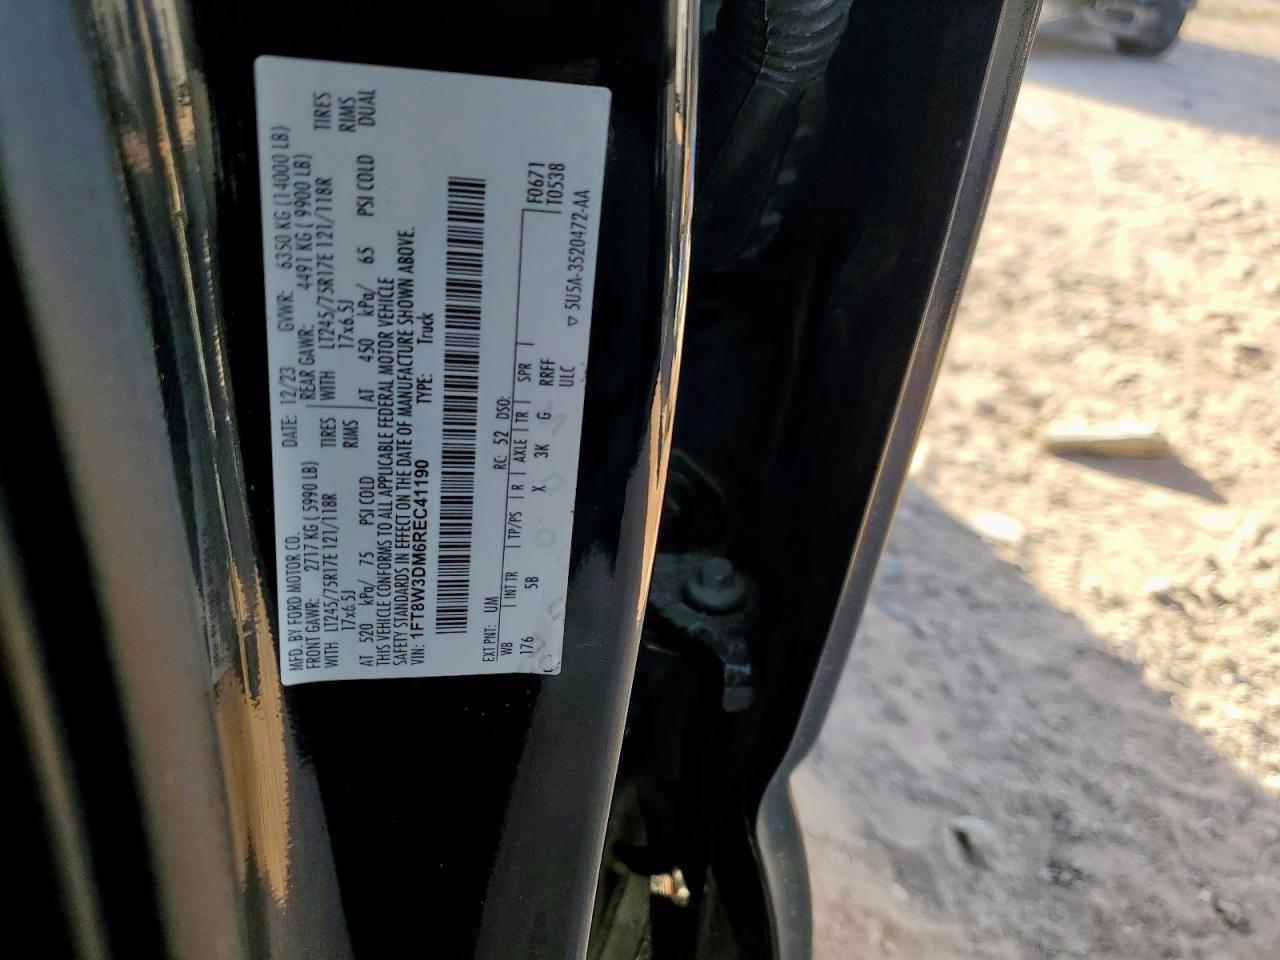 MFD. BY FORD MOTOR CO.
DATE: 12/23 GVWR: 6350 KG (14000 LB)
FRONT GAWR: 2717 KG (5990 LB) REAR GAWR: 4491 KG (9900 LB)
WITH LT245/75R17E 121/118R TIRES WITH LT245/75R17E 121/118R TIRES
17x6.5J RIMS 17x6.5J RIMS
AT 520 kPa/ 75 PSI COLD AT 450 kPa/ 65 PSI COLD DUAL
THIS VEHICLE CONFORMS TO ALL APPLICABLE FEDERAL MOTOR VEHICLE
SAFETY STANDARDS IN EFFECT ON THE DATE OF MANUFACTURE SHOWN ABOVE.
VIN: 1FT8W3DM6REC41190 TYPE: Truck
EXT PNT: UM RC: 52 DSO:
WB INT TR TP/PS R AXLE TR SPR F0671
T0538
176 5B X 3K G RRFF
ULC
▽ 5U5A-3520472-AA